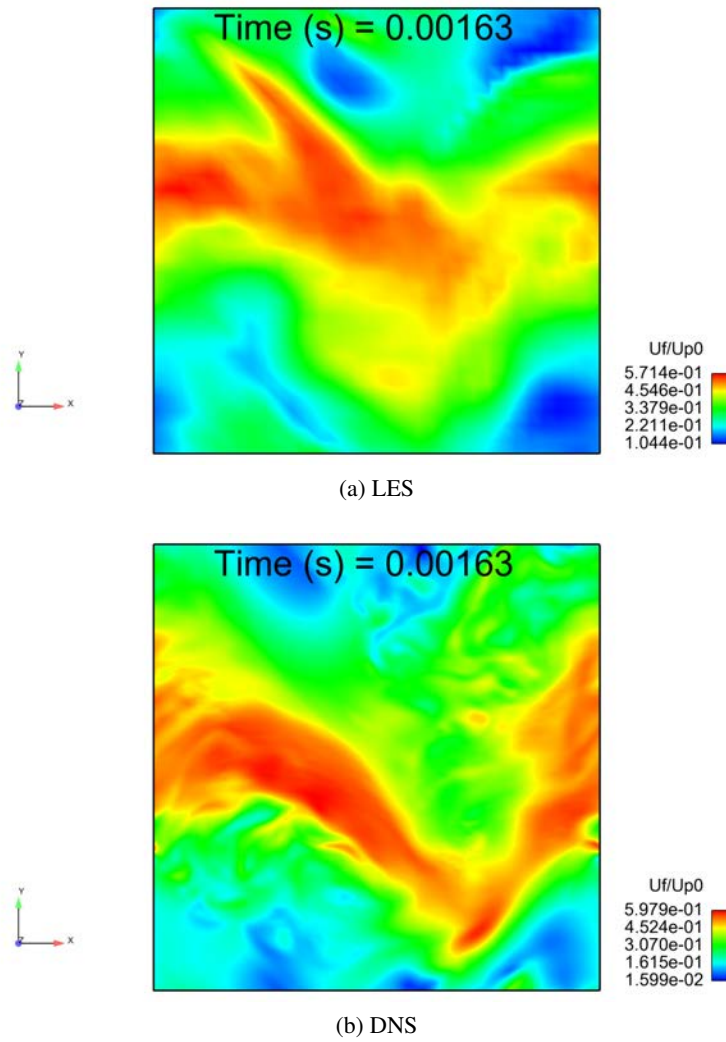 Time (s) = 0.00163
Y
X
Z
Uf/Up0
5.714e-01
4.546e-01
3.379e-01
2.211e-01
1.044e-01
(a) LES
Time (s) = 0.00163
Y
X
Z
Uf/Up0
5.979e-01
4.524e-01
3.070e-01
1.615e-01
1.599e-02
(b) DNS